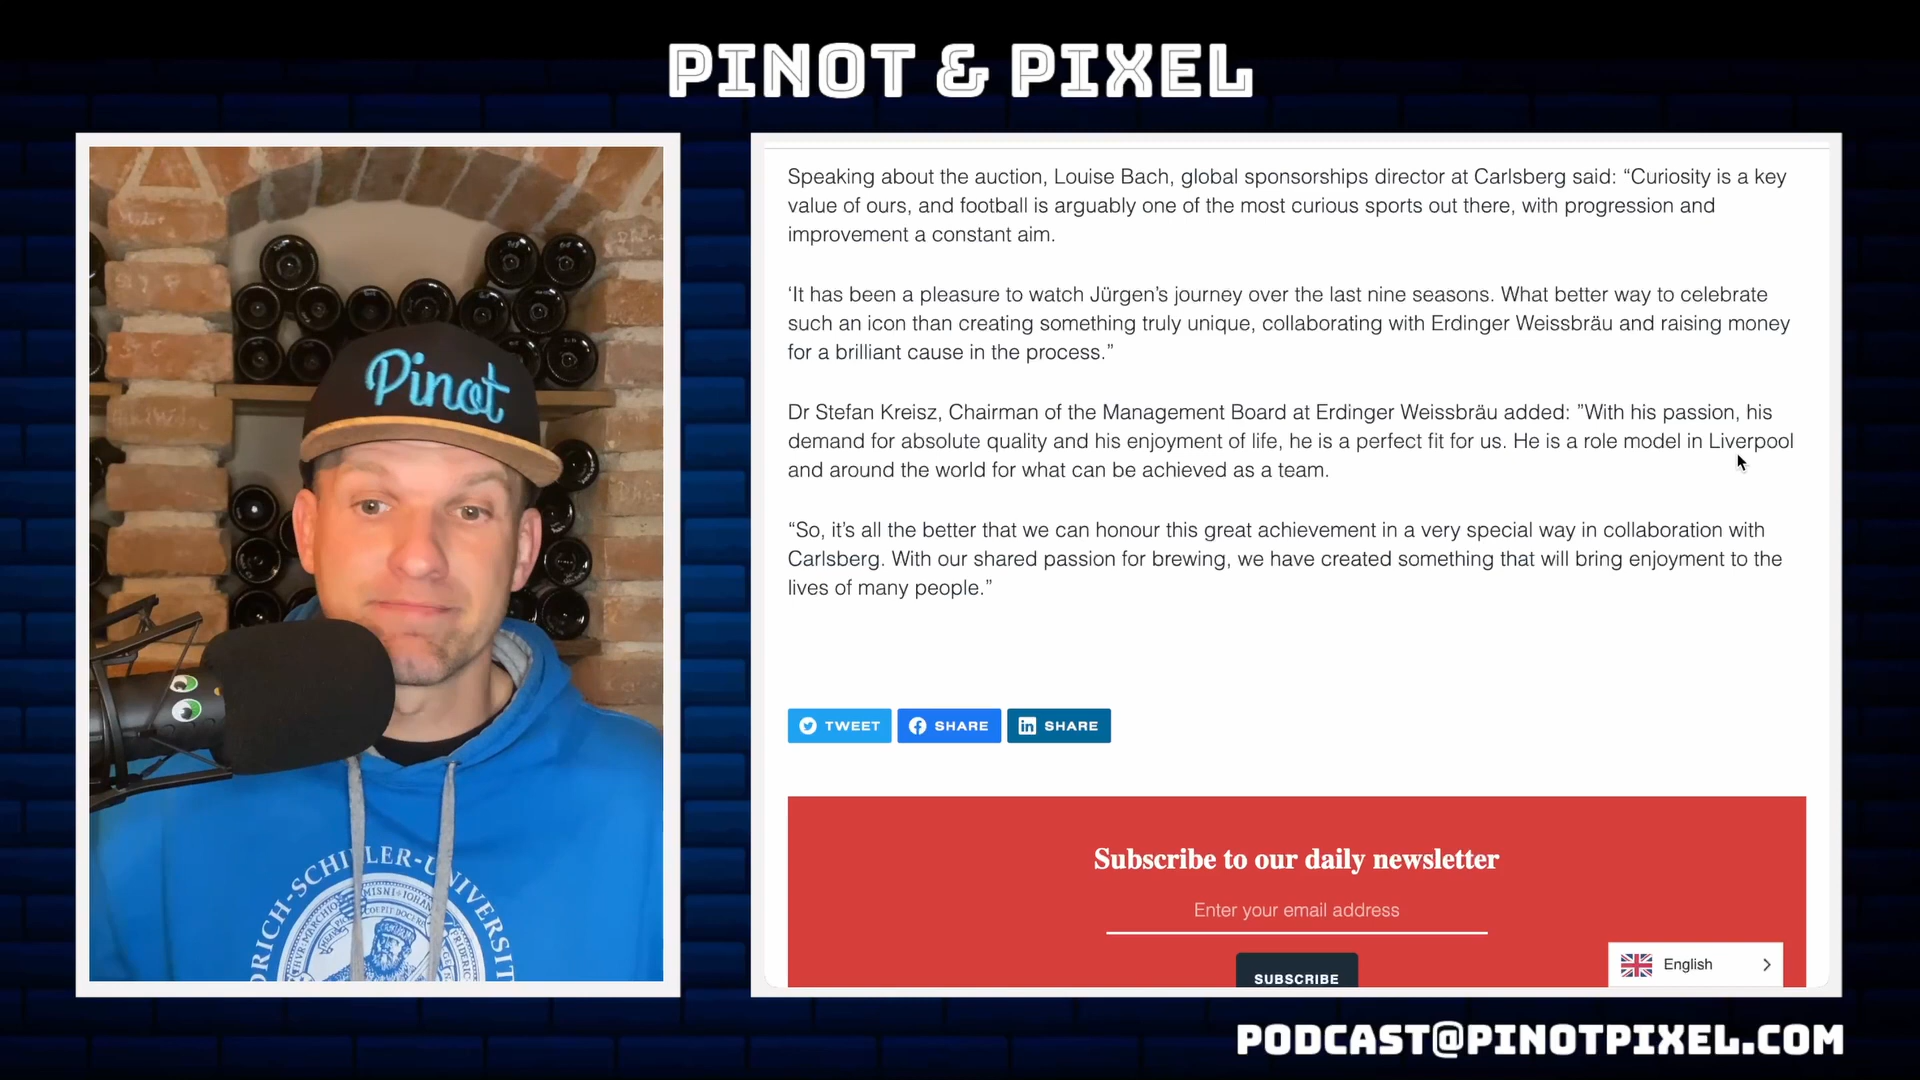 PINOT & PIXEL
Pinot
Speaking about the auction, Louise Bach, global sponsorships director at Carlsberg said: “Curiosity is a key
value of ours, and football is arguably one of the most curious sports out there, with progression and
improvement a constant aim.
‘It has been a pleasure to watch Jürgen’s journey over the last nine seasons. What better way to celebrate
such an icon than creating something truly unique, collaborating with Erdinger Weissbräu and raising money
for a brilliant cause in the process.”
Dr Stefan Kreisz, Chairman of the Management Board at Erdinger Weissbräu added: ”With his passion, his
demand for absolute quality and his enjoyment of life, he is a perfect fit for us. He is a role model in Liverpool
and around the world for what can be achieved as a team.
“So, it’s all the better that we can honour this great achievement in a very special way in collaboration with
Carlsberg. With our shared passion for brewing, we have created something that will bring enjoyment to the
lives of many people.”
TWEET SHARE SHARE
Subscribe to our daily newsletter
Enter your email address
SUBSCRIBE
English
PODCAST@PINOTPIXEL.COM